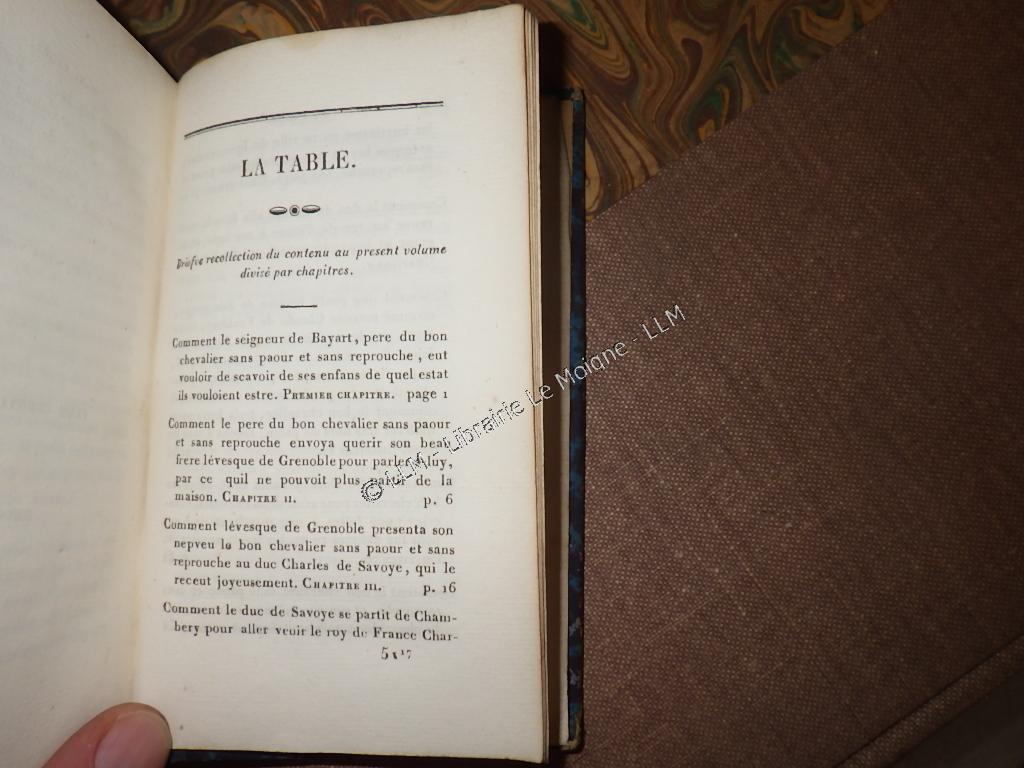 LA TABLE.
Briefve recollection du contenu au present volume
divisé par chapitres.
Comment le seigneur de Bayart, pere du bon
chevalier sans paour et sans reprouche, eut
vouloir de scavoir de ses enfans de quel estat
ils vouloient estre. PREMIER CHAPITRE. page 1
Comment le pere du bon chevalier sans paour
et sans reprouche envoya querir son beau
frere lévesque de Grenoble pour parler à luy,
par ce quil ne pouvoit plus partir de la
maison. CHAPITRE II. p. 6
Comment lévesque de Grenoble presenta son
nepveu le bon chevalier sans paour et sans
reprouche au duc Charles de Savoye, qui le
receut joyeusement. CHAPITRE III. p. 16
Comment le duc de Savoye se partit de Cham-
bery pour aller veoir le roy de France Char-
© LLM - Librairie Le Moigne - LLM